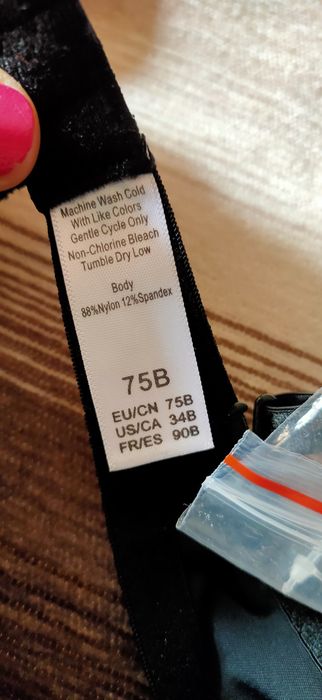 Machine Wash Cold
With Like Colors
Gentle Cycle Only
Non-Chlorine Bleach
Tumble Dry Low
Body
88%Nylon 12%Spandex
75B
EU/CN 75B
US/CA 34B
FR/ES 90B